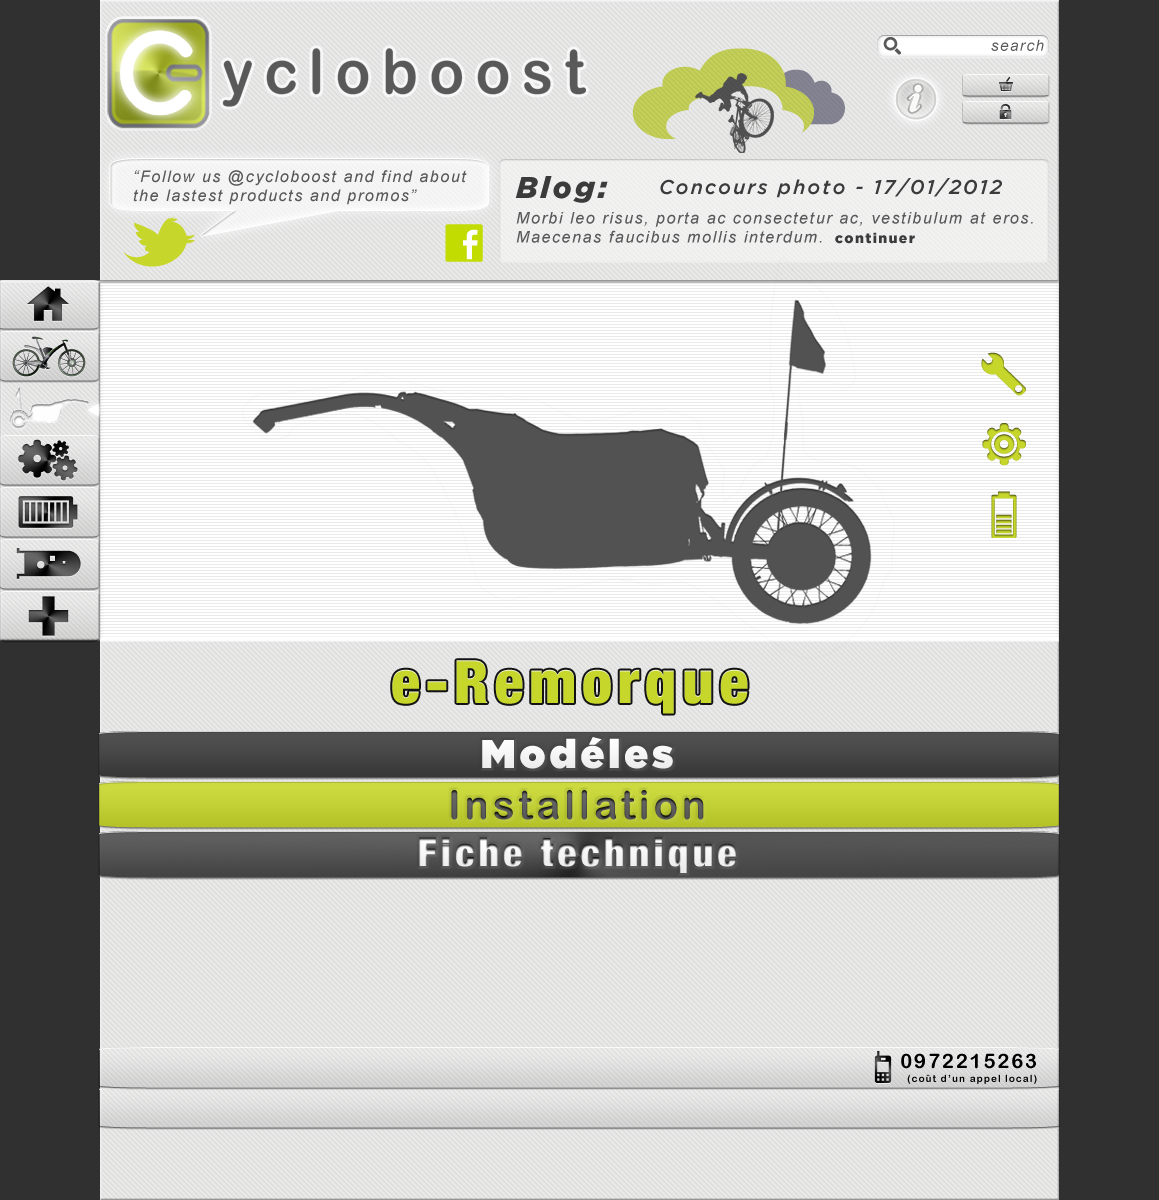 Cycloboost
search
“Follow us @cycloboost and find about
the lastest products and promos”
Blog: Concours photo - 17/01/2012
Morbi leo risus, porta ac consectetur ac, vestibulum at eros.
Maecenas faucibus mollis interdum. continuer
e-Remorque
Modéles
Installation
Fiche technique
0972215263
(coût d'un appel local)